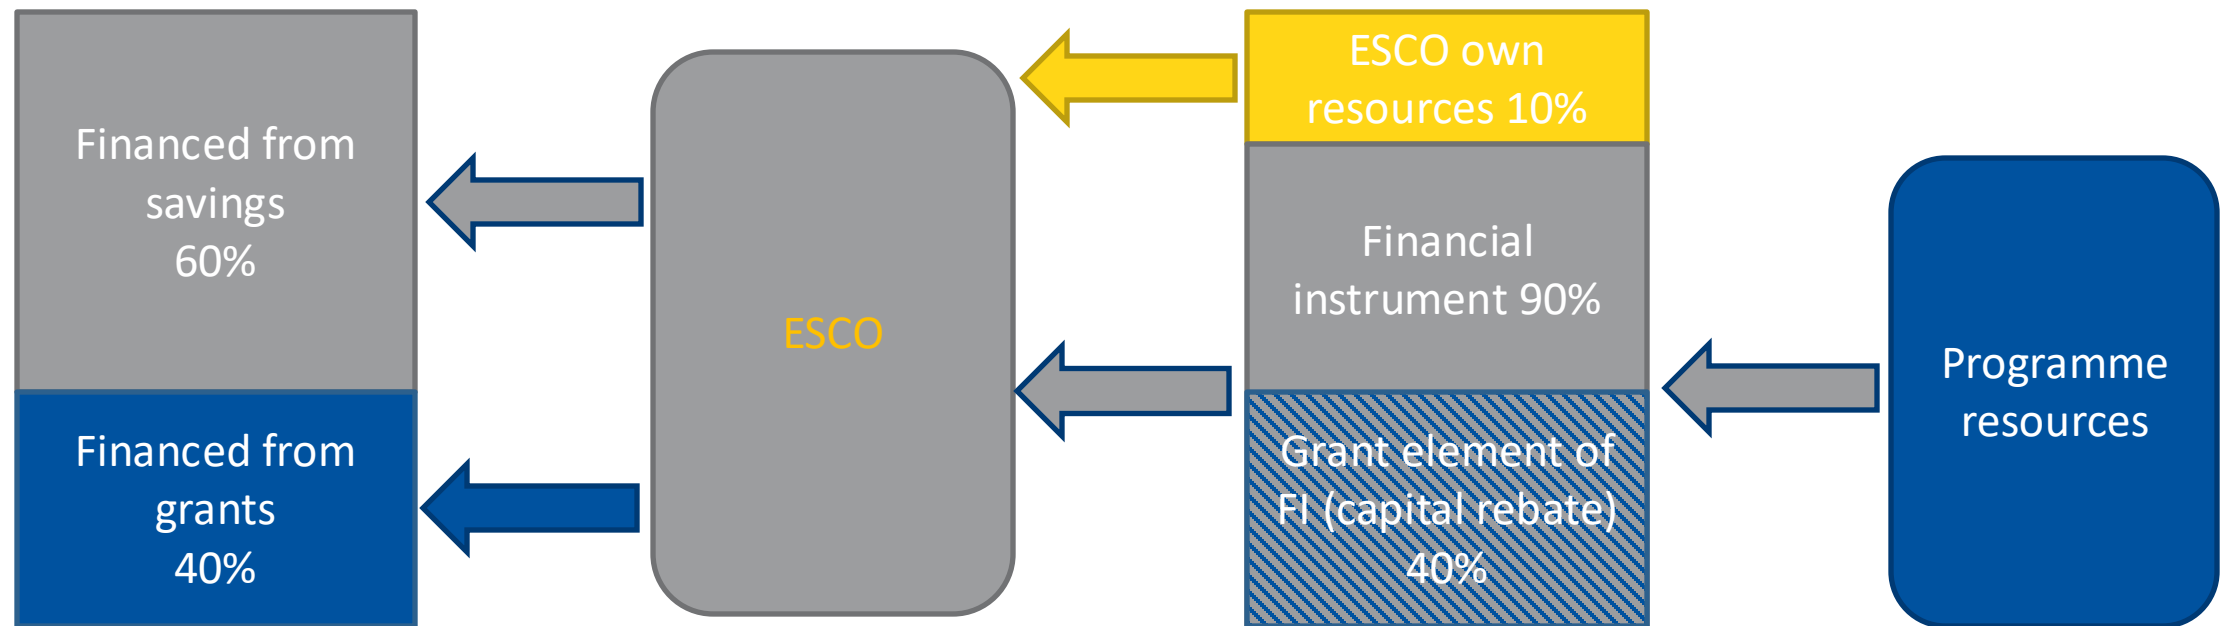 Financed from
savings
60%
Financed from
grants
40%
ESCO
ESCO own
resources 10%
Financial
instrument 90%
Grant element of
FI (capital rebate)
40%
Programme
resources